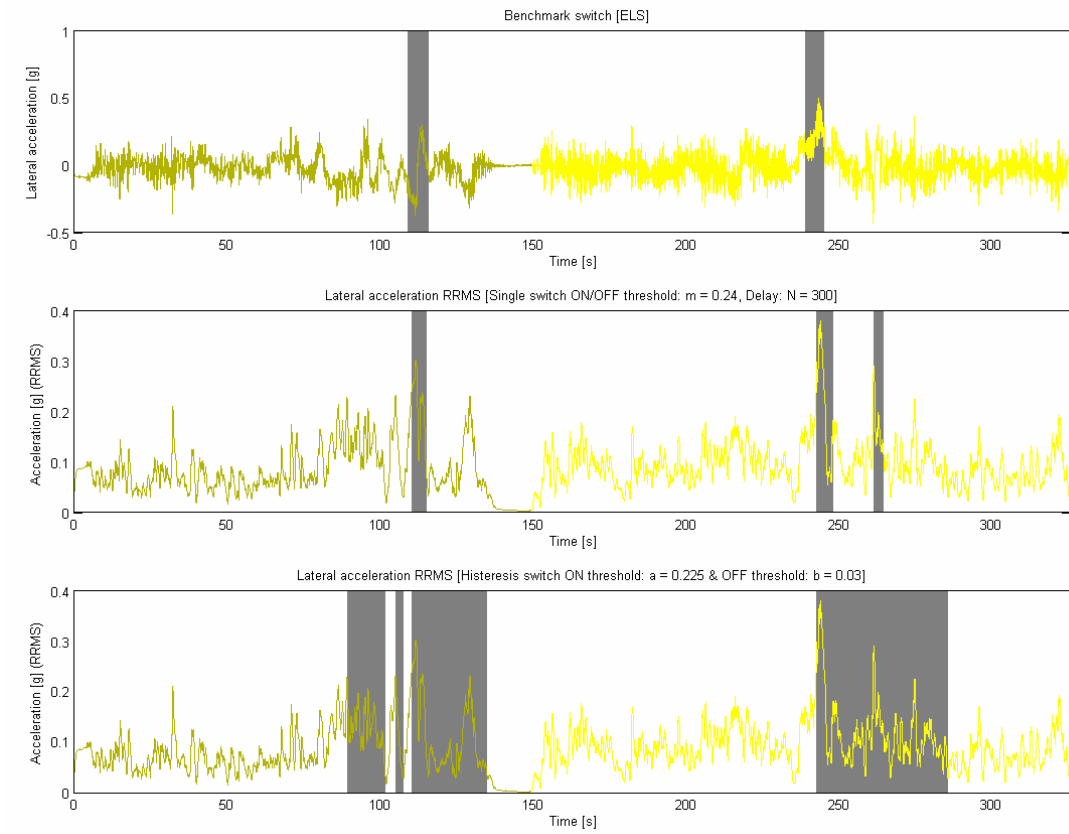 Benchmark switch [ELS]
Lateral acceleration [g]
1
0.5
0
-0.5
0 50 100 150 200 250 300
Time [s]
Lateral acceleration RRMS [Single switch ON/OFF threshold: m = 0.24, Delay: N = 300]
Acceleration [g] (RRMS)
0.4
0.3
0.2
0.1
0
0 50 100 150 200 250 300
Time [s]
Lateral acceleration RRMS [Histeresis switch ON threshold: a = 0.225 & OFF threshold: b = 0.03]
Acceleration [g] (RRMS)
0.4
0.3
0.2
0.1
0
0 50 100 150 200 250 300
Time [s]